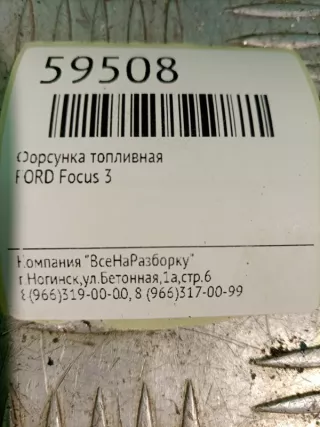 59508
Форсунка топливная
FORD Focus 3
Компания "ВсеНаРазборку"
г.Ногинск,ул.Бетонная,1а,стр.6
8(966)319-00-00, 8 (966)317-00-99